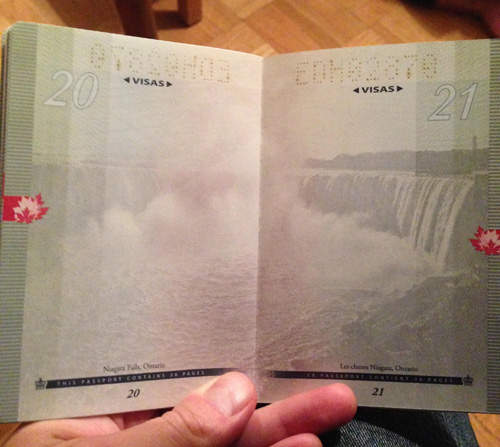 20
◄VISAS►
Niagara Falls, Ontario
THIS PASSPORT CONTAINS 36 PAGES
20
21
◄VISAS►
Les chutes Niagara, Ontario
CE PASSEPORT CONTIENT 36 PAGES
21